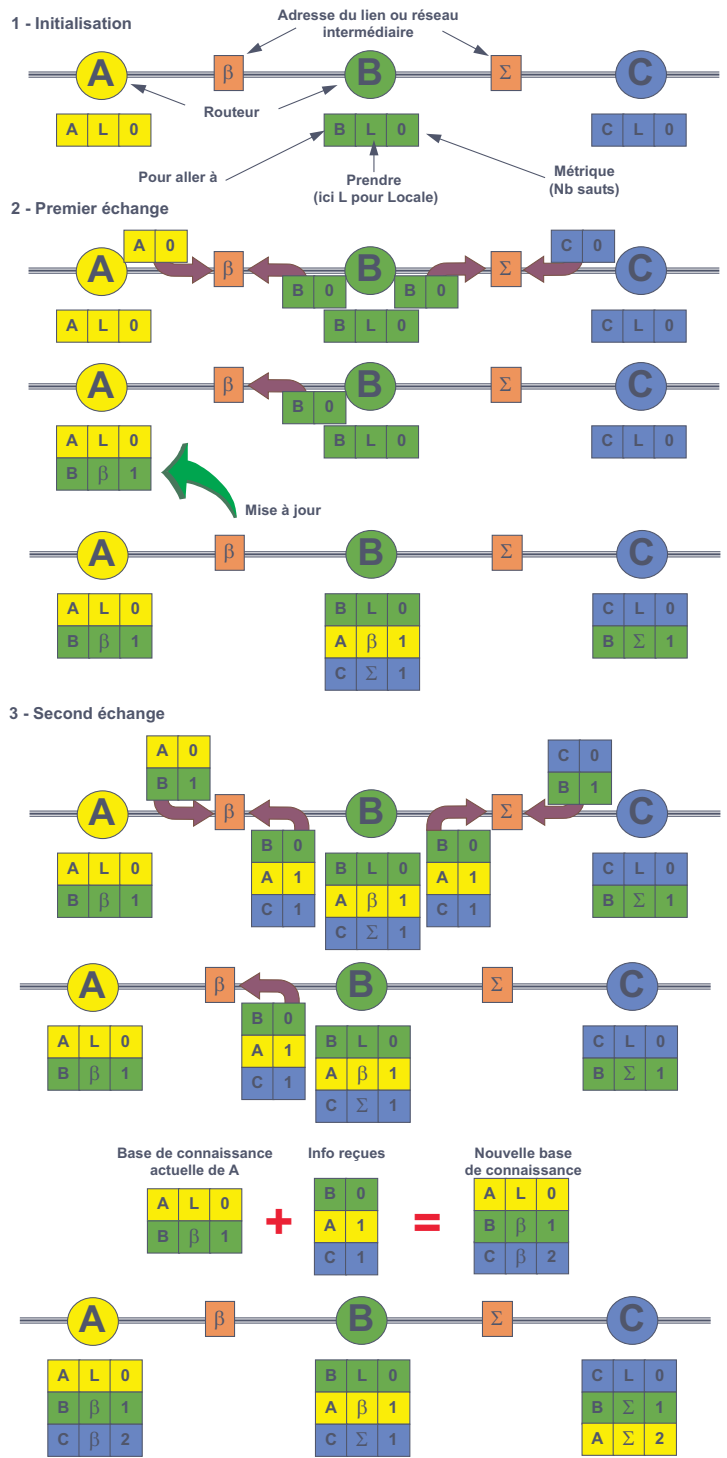 1 - Initialisation
Adresse du lien ou réseau
intermédiaire
A β B Σ C
Routeur
A L 0
B L 0
C L 0
Pour aller à
Prendre
(ici L pour Locale)
Métrique
(Nb sauts)
2 - Premier échange
A 0
C 0
A β B Σ C
B 0
B 0
A L 0
B L 0
C L 0
A β B Σ C
B 0
A L 0
B β 1
B L 0
C L 0
Mise à jour
A β B Σ C
A L 0
B β 1
B L 0
A β 1
C Σ 1
C L 0
B Σ 1
3 - Second échange
A 0
B 1
C 0
B 1
A β B Σ C
B 0
A 1
C 1
B 0
A 1
C 1
A L 0
B β 1
B L 0
A β 1
C Σ 1
C L 0
B Σ 1
A β B Σ C
B 0
A 1
C 1
A L 0
B β 1
B L 0
A β 1
C Σ 1
C L 0
B Σ 1
Base de connaissance
actuelle de A
Info reçues
Nouvelle base
de connaissance
A L 0
B β 1
+
B 0
A 1
C 1
=
A L 0
B β 1
C β 2
A β B Σ C
A L 0
B β 1
C β 2
B L 0
A β 1
C Σ 1
C L 0
B Σ 1
A Σ 2